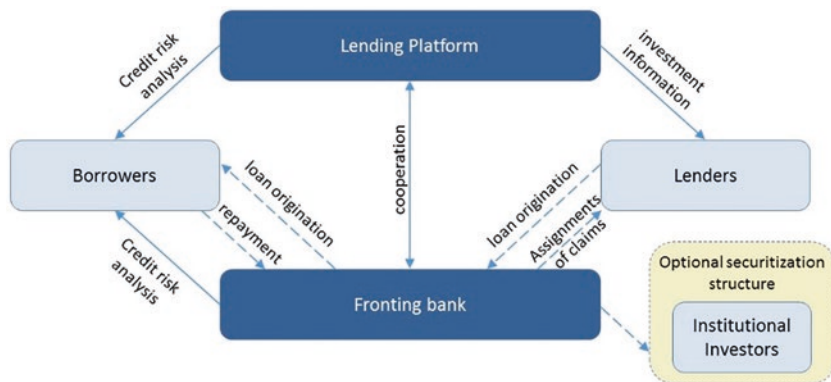 Lending Platform
Credit risk
analysis
investment
information
cooperation
Borrowers
Lenders
loan origination
repayment
loan origination
Assignments
of claims
Credit risk
analysis
Fronting bank
Optional securitization
structure
Institutional
Investors